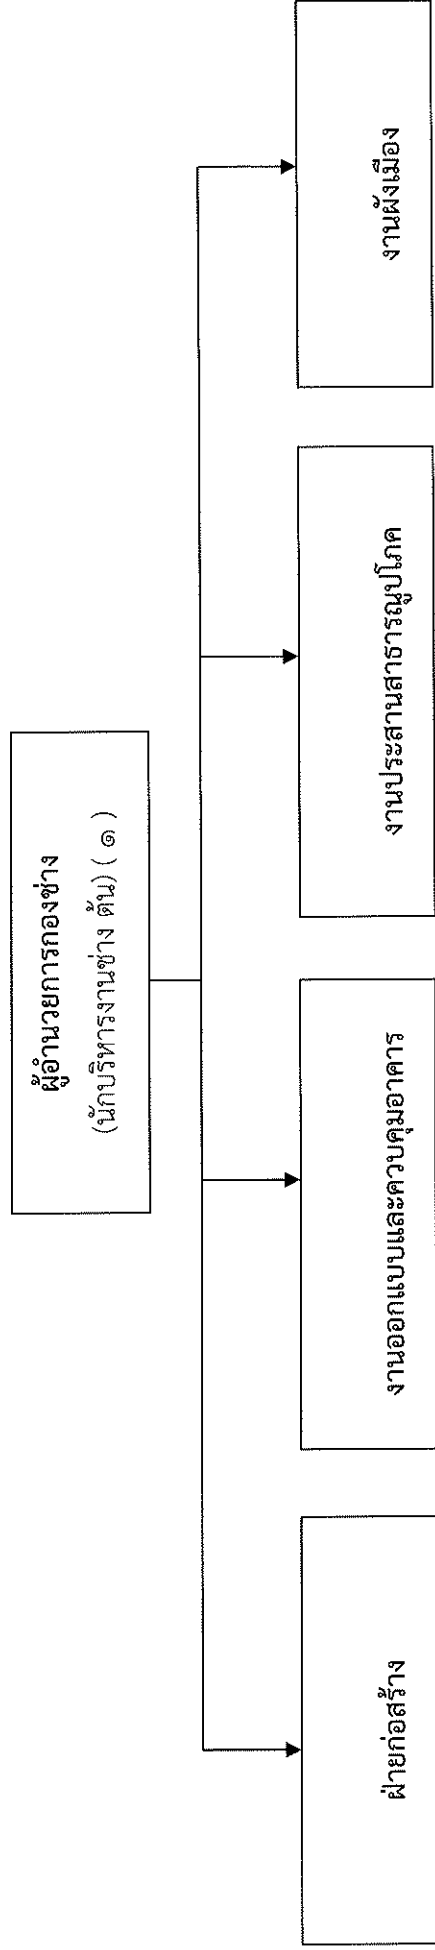 ผู้อำนวยการกองช่าง
(นักบริหารงานช่าง ต้น) ( ๑ )
ฝ่ายก่อสร้าง
งานออกแบบและควบคุมอาคาร
งานประสานสาธารณูปโภค
งานผังเมือง